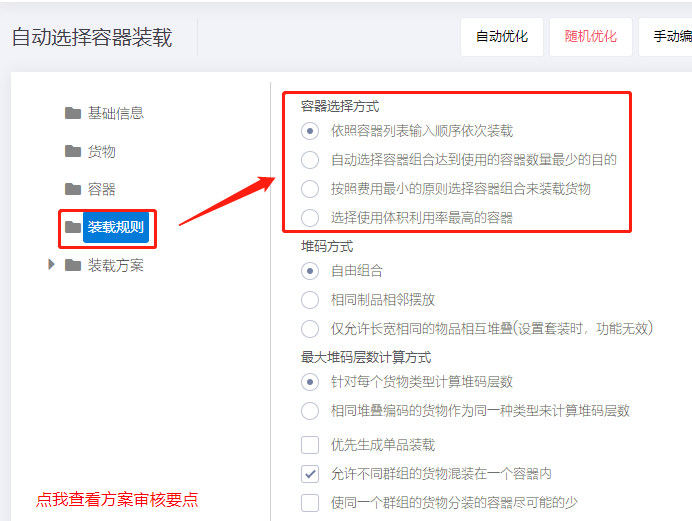 自动选择容器装载
自动优化
随机优化
手动编
基础信息
货物
容器
装载规则
装载方案
点我查看方案审核要点
容器选择方式
依照容器列表输入顺序依次装载
自动选择容器组合达到使用的容器数量最少的目的
按照费用最小的原则选择容器组合来装载货物
选择使用体积利用率最高的容器
堆码方式
自由组合
相同制品相邻摆放
仅允许长宽相同的物品相互堆叠(设置套装时，功能无效)
最大堆码层数计算方式
针对每个货物类型计算堆码层数
相同堆叠编码的货物作为同一种类型来计算堆码层数
优先生成单品装载
允许不同群组的货物混装在一个容器内
使同一个群组的货物分装的容器尽可能的少